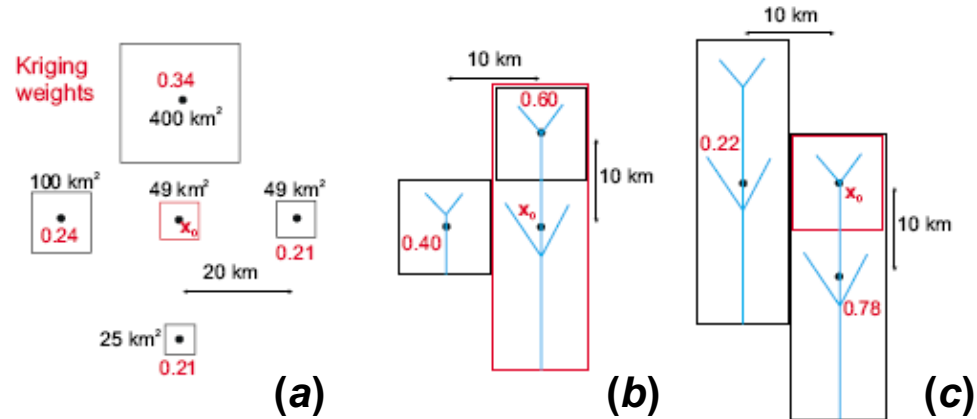 Kriging
weights
0.34
400 km²
100 km²
0.24
49 km²
x₀
49 km²
0.21
20 km
25 km²
0.21
(a)
10 km
0.60
10 km
x₀
0.40
(b)
10 km
0.22
x₀
10 km
0.78
(c)